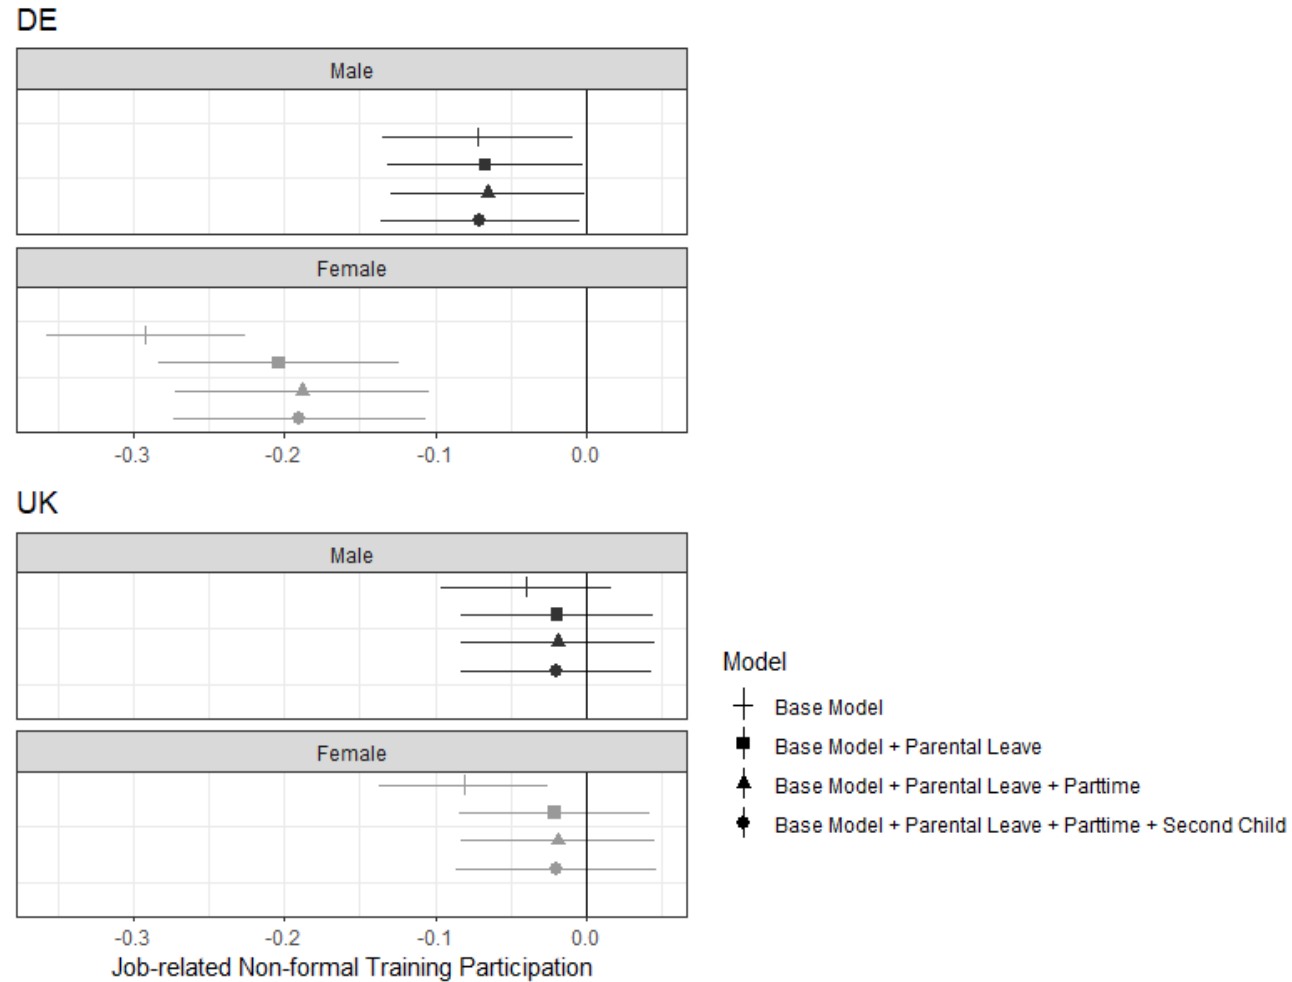 DE
Male
Female
-0.3 -0.2 -0.1 0.0
UK
Male
Female
-0.3 -0.2 -0.1 0.0
Job-related Non-formal Training Participation
Model
Base Model
Base Model + Parental Leave
Base Model + Parental Leave + Parttime
Base Model + Parental Leave + Parttime + Second Child